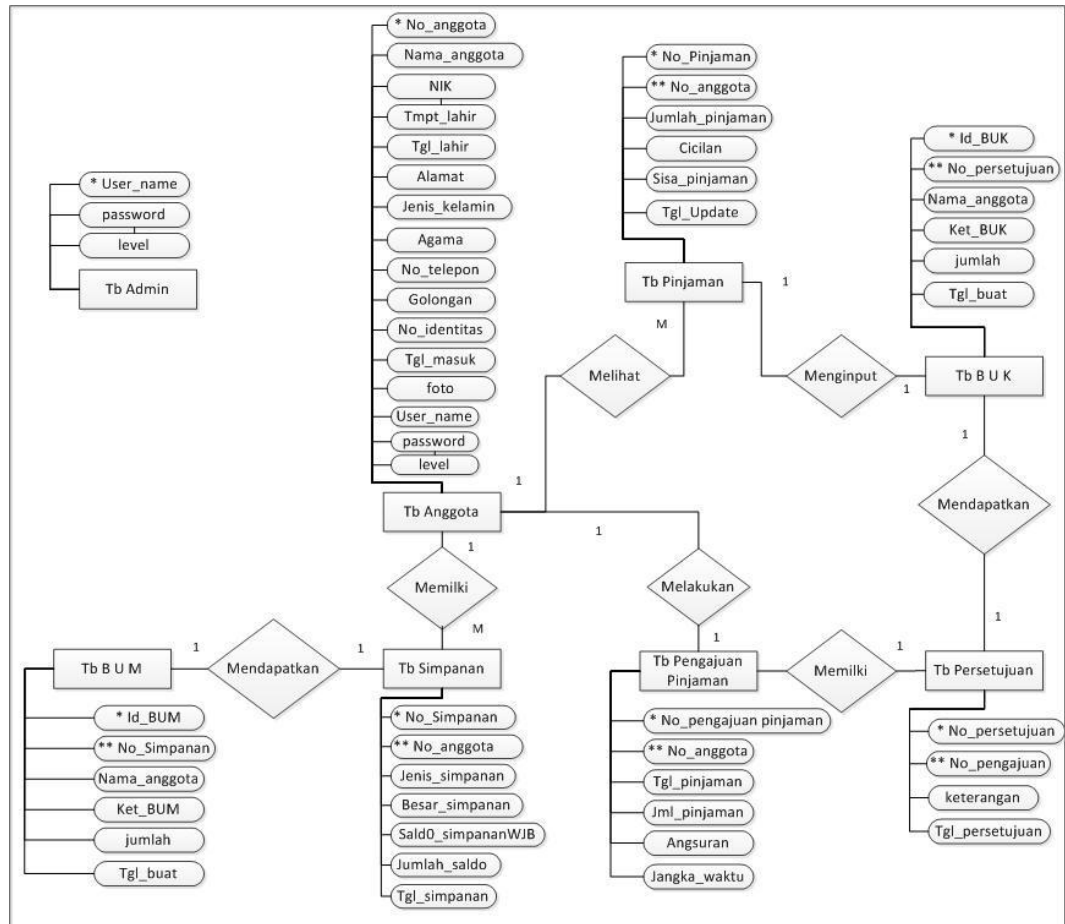 * User_name
password
level
Tb Admin
* No_anggota
Nama_anggota
NIK
Tmpt_lahir
Tgl_lahir
Alamat
Jenis_kelamin
Agama
No_telepon
Golongan
No_identitas
Tgl_masuk
foto
User_name
password
level
Tb Anggota
* No_Pinjaman
** No_anggota
Jumlah_pinjaman
Cicilan
Sisa_pinjaman
Tgl_Update
Tb Pinjaman
* Id_BUK
** No_persetujuan
Nama_anggota
Ket_BUK
jumlah
Tgl_buat
Tb B U K
1
M
Melihat
Menginput
1
1
1
1
Mendapatkan
1
Memilki
M
Melakukan
1
1
Tb B U M
1
Mendapatkan
1
Tb Simpanan
Tb Pengajuan
Pinjaman
Memilki
1
Tb Persetujuan
* Id_BUM
** No_Simpanan
Nama_anggota
Ket_BUM
jumlah
Tgl_buat
* No_Simpanan
** No_anggota
Jenis_simpanan
Besar_simpanan
Sald0_simpananWJB
Jumlah_saldo
Tgl_simpanan
* No_pengajuan pinjaman
** No_anggota
Tgl_pinjaman
Jml_pinjaman
Angsuran
Jangka_waktu
* No_persetujuan
** No_pengajuan
keterangan
Tgl_persetujuan